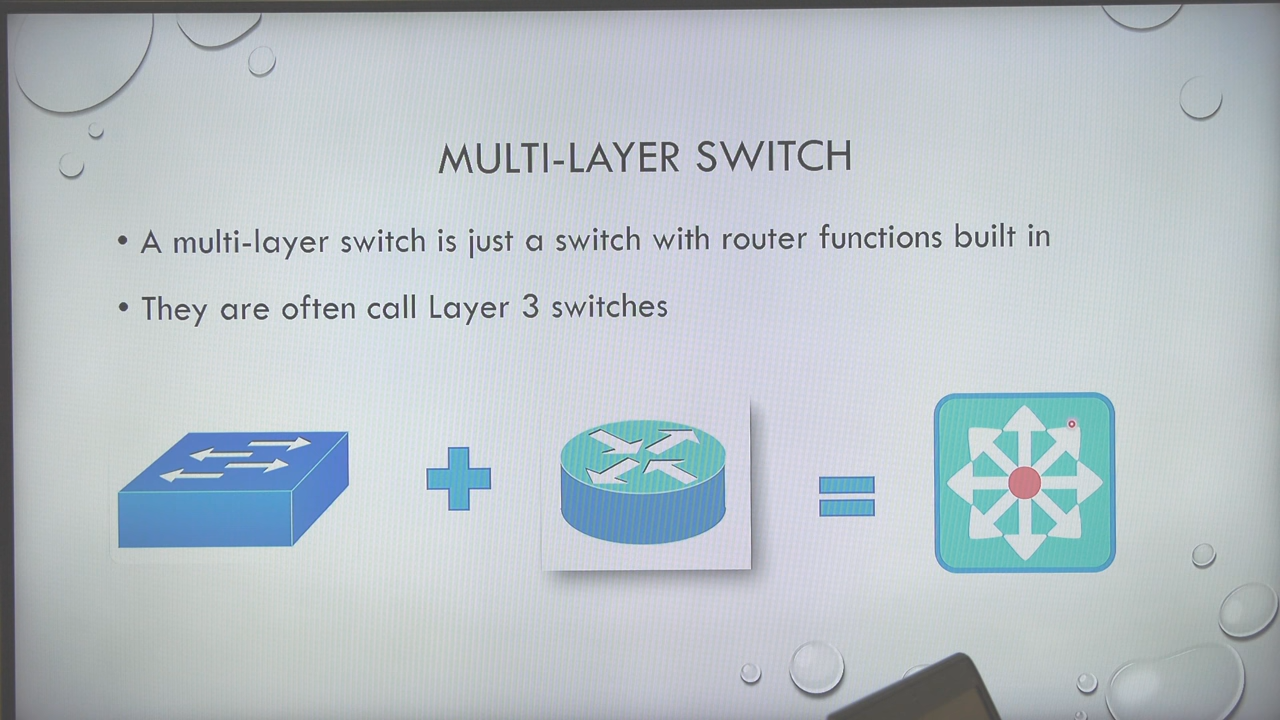 MULTI-LAYER SWITCH
• A multi-layer switch is just a switch with router functions built in
• They are often call Layer 3 switches